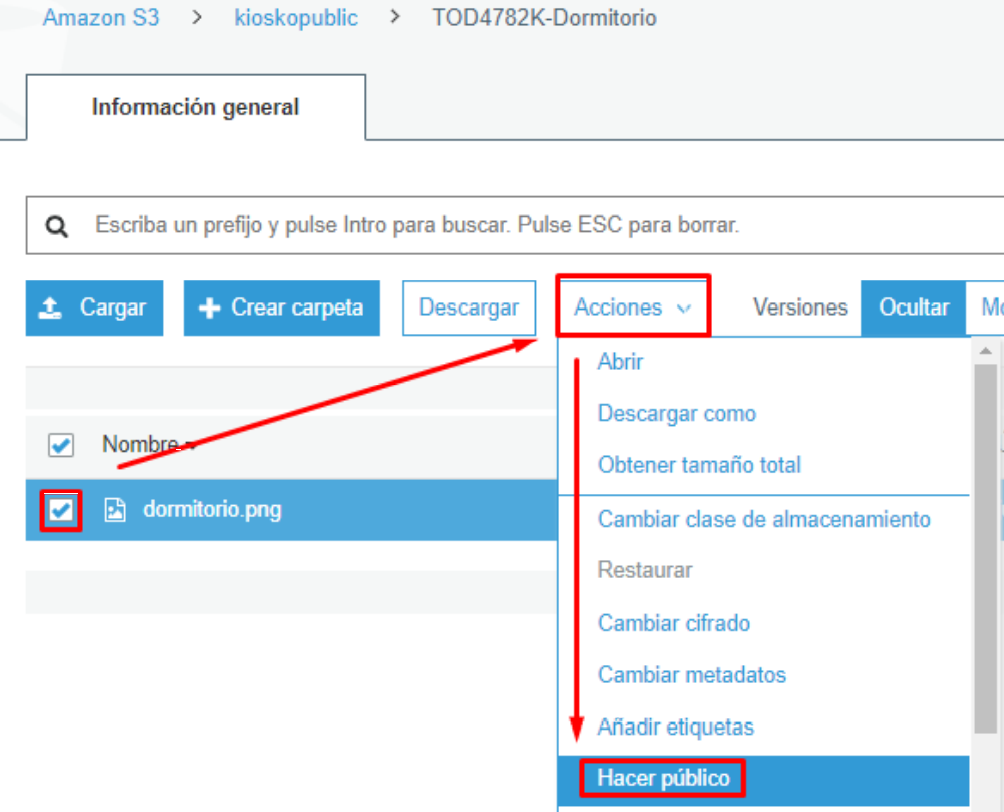 Amazon S3 > kioskopublic > TOD4782K-Dormitorio
Información general
Escriba un prefijo y pulse Intro para buscar. Pulse ESC para borrar.
Cargar Crear carpeta Descargar Acciones Versiones Ocultar
Abrir
Descargar como
Nombre
Obtener tamaño total
dormitorio.png
Cambiar clase de almacenamiento
Restaurar
Cambiar cifrado
Cambiar metadatos
Añadir etiquetas
Hacer público